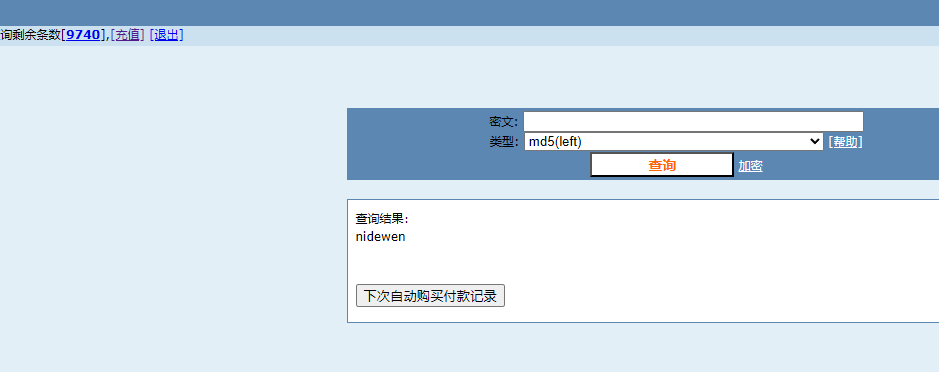 询剩余条数[9740],[充值] [退出]
密文：
类型： md5(left) [帮助]
查询 加密
查询结果：
nidewen
下次自动购买付款记录